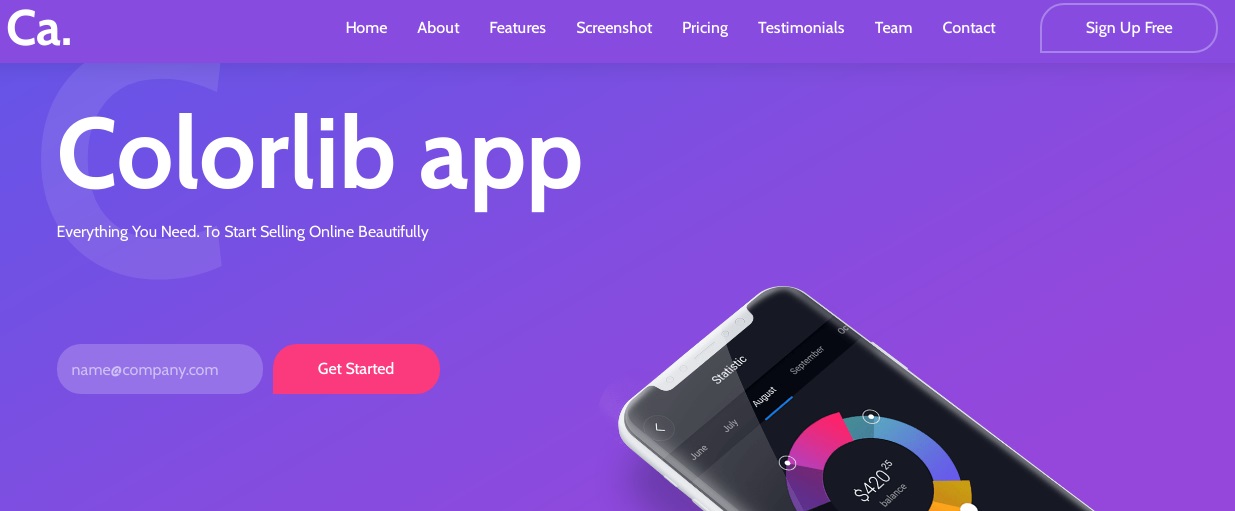 Ca.
Home About Features Screenshot Pricing Testimonials Team Contact Sign Up Free
C
Colorlib app
Everything You Need. To Start Selling Online Beautifully
name@company.com Get Started
Statistic
June July August September
$420 25
balance